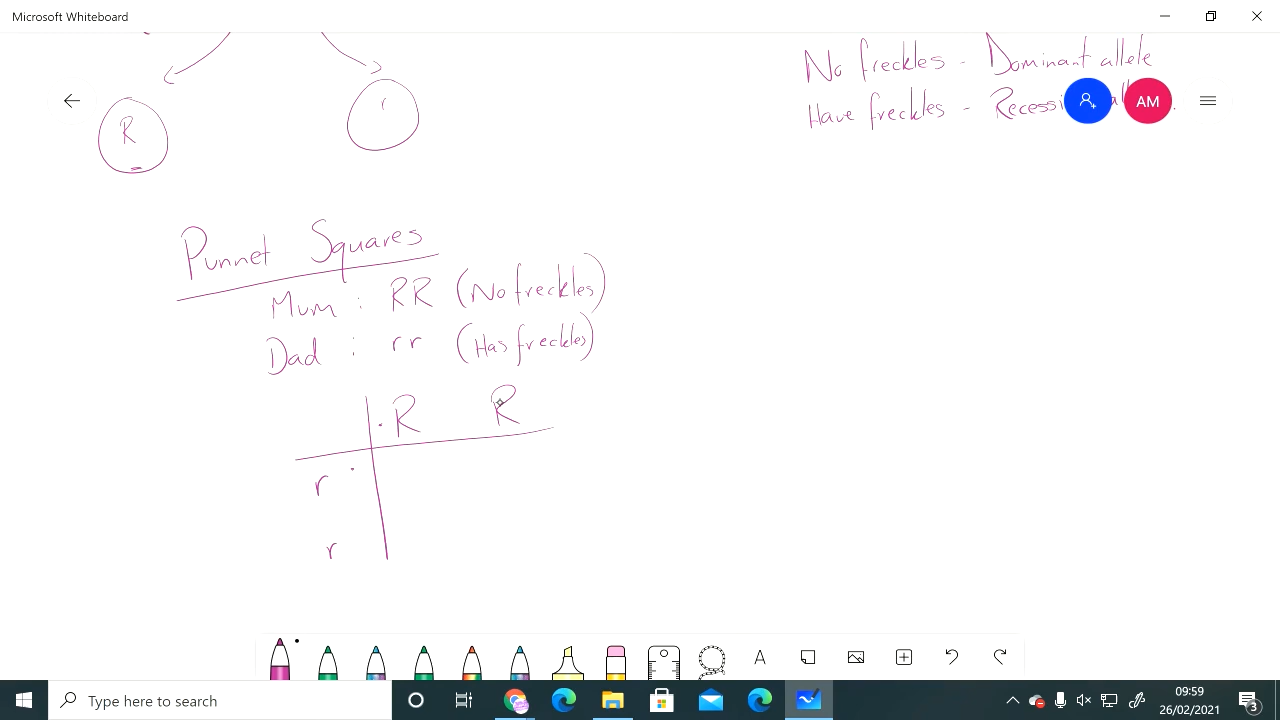 Microsoft Whiteboard
No freckles - Dominant allele
AM
Have freckles - Recessi
R
r
Punnet Squares
Mum : RR (No freckles)
Dad : rr (Has freckles)
R R
r
r
A
Type here to search
09:59
26/02/2021
3